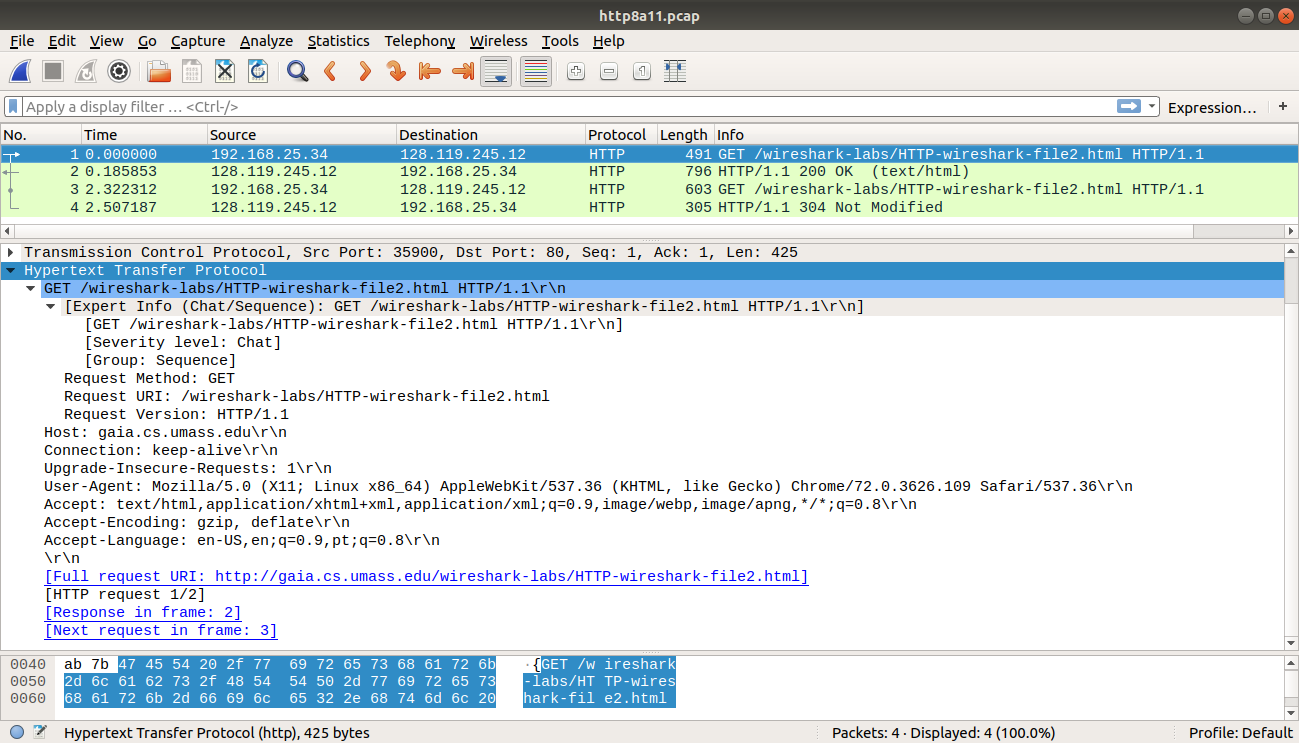 http8a11.pcap
File Edit View Go Capture Analyze Statistics Telephony Wireless Tools Help
Apply a display filter … <Ctrl-/> Expression… +
No. Time Source Destination Protocol Length Info
1 0.000000 192.168.25.34 128.119.245.12 HTTP 491 GET /wireshark-labs/HTTP-wireshark-file2.html HTTP/1.1
2 0.185853 128.119.245.12 192.168.25.34 HTTP 796 HTTP/1.1 200 OK (text/html)
3 2.322312 192.168.25.34 128.119.245.12 HTTP 603 GET /wireshark-labs/HTTP-wireshark-file2.html HTTP/1.1
4 2.507187 128.119.245.12 192.168.25.34 HTTP 305 HTTP/1.1 304 Not Modified
Transmission Control Protocol, Src Port: 35900, Dst Port: 80, Seq: 1, Ack: 1, Len: 425
Hypertext Transfer Protocol
GET /wireshark-labs/HTTP-wireshark-file2.html HTTP/1.1\r\n
[Expert Info (Chat/Sequence): GET /wireshark-labs/HTTP-wireshark-file2.html HTTP/1.1\r\n]
[GET /wireshark-labs/HTTP-wireshark-file2.html HTTP/1.1\r\n]
[Severity level: Chat]
[Group: Sequence]
Request Method: GET
Request URI: /wireshark-labs/HTTP-wireshark-file2.html
Request Version: HTTP/1.1
Host: gaia.cs.umass.edu\r\n
Connection: keep-alive\r\n
Upgrade-Insecure-Requests: 1\r\n
User-Agent: Mozilla/5.0 (X11; Linux x86_64) AppleWebKit/537.36 (KHTML, like Gecko) Chrome/72.0.3626.109 Safari/537.36\r\n
Accept: text/html,application/xhtml+xml,application/xml;q=0.9,image/webp,image/apng,*/*;q=0.8\r\n
Accept-Encoding: gzip, deflate\r\n
Accept-Language: en-US,en;q=0.9,pt;q=0.8\r\n
\r\n
[Full request URI: http://gaia.cs.umass.edu/wireshark-labs/HTTP-wireshark-file2.html]
[HTTP request 1/2]
[Response in frame: 2]
[Next request in frame: 3]
0040 ab 7b 47 45 54 20 2f 77 69 72 65 73 68 61 72 6b ·{GET /w ireshark
0050 2d 6c 61 62 73 2f 48 54 54 50 2d 77 69 72 65 73 -labs/HT TP-wires
0060 68 61 72 6b 2d 66 69 6c 65 32 2e 68 74 6d 6c 20 hark-fil e2.html
Hypertext Transfer Protocol (http), 425 bytes Packets: 4 · Displayed: 4 (100.0%) Profile: Default